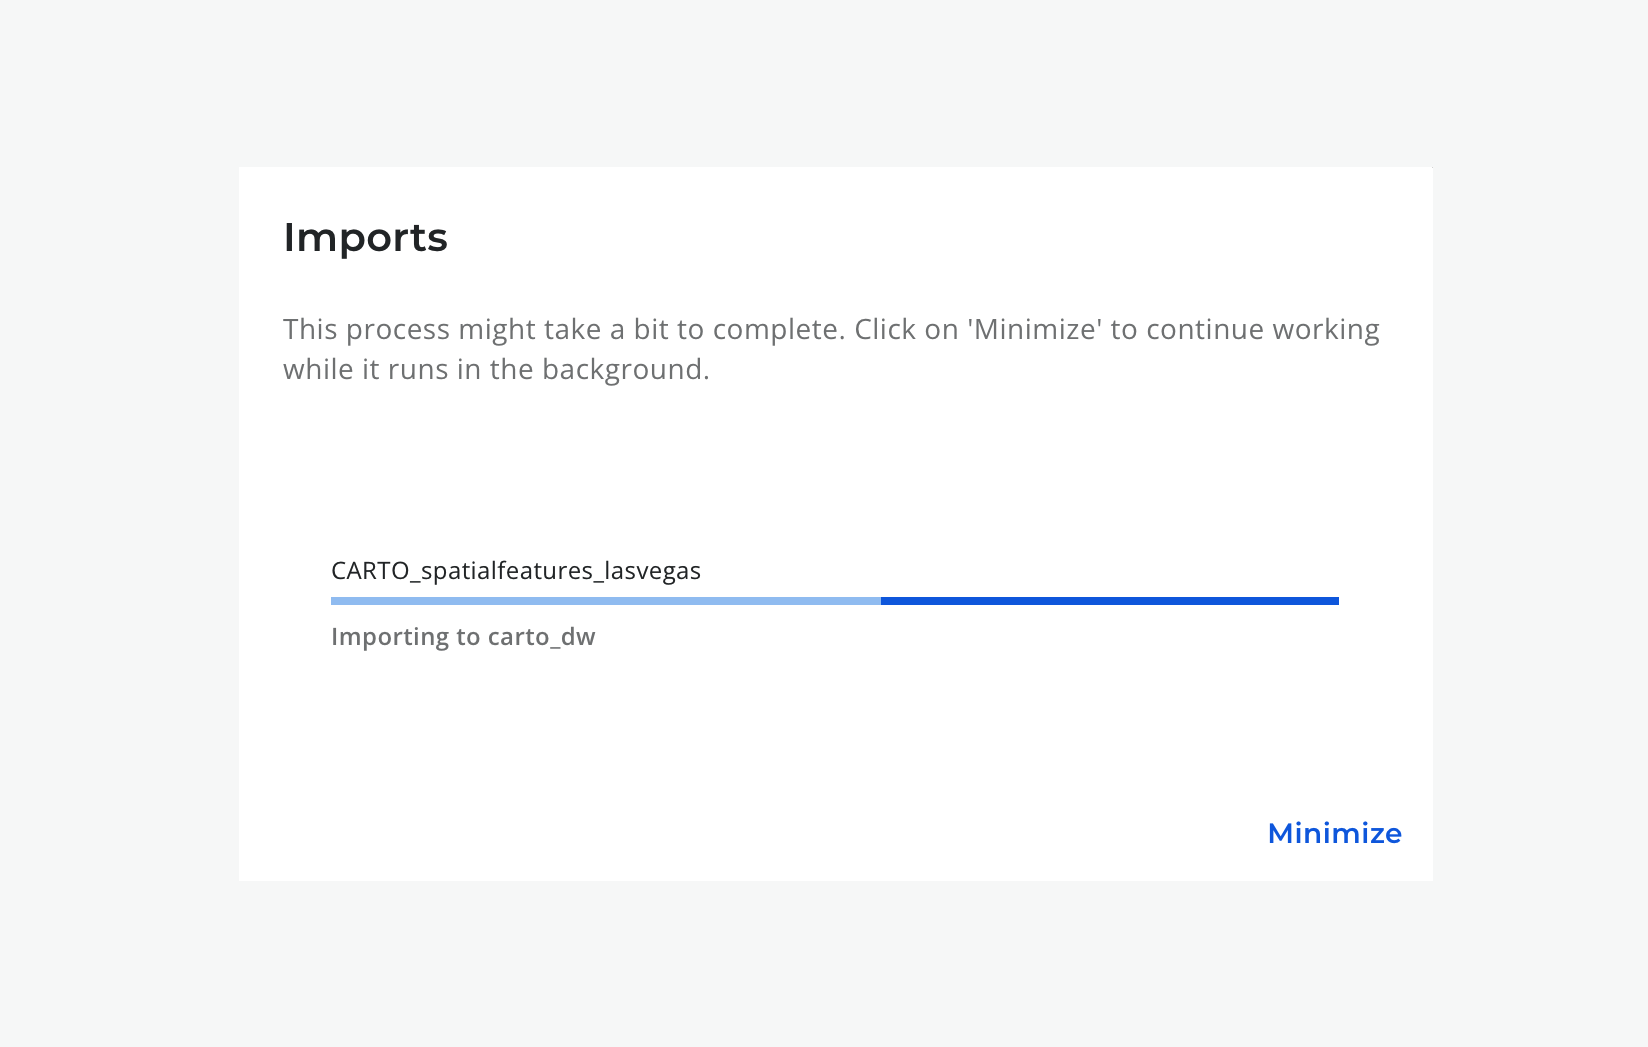 Imports
This process might take a bit to complete. Click on 'Minimize' to continue working
while it runs in the background.
CARTO_spatialfeatures_lasvegas
Importing to carto_dw
Minimize